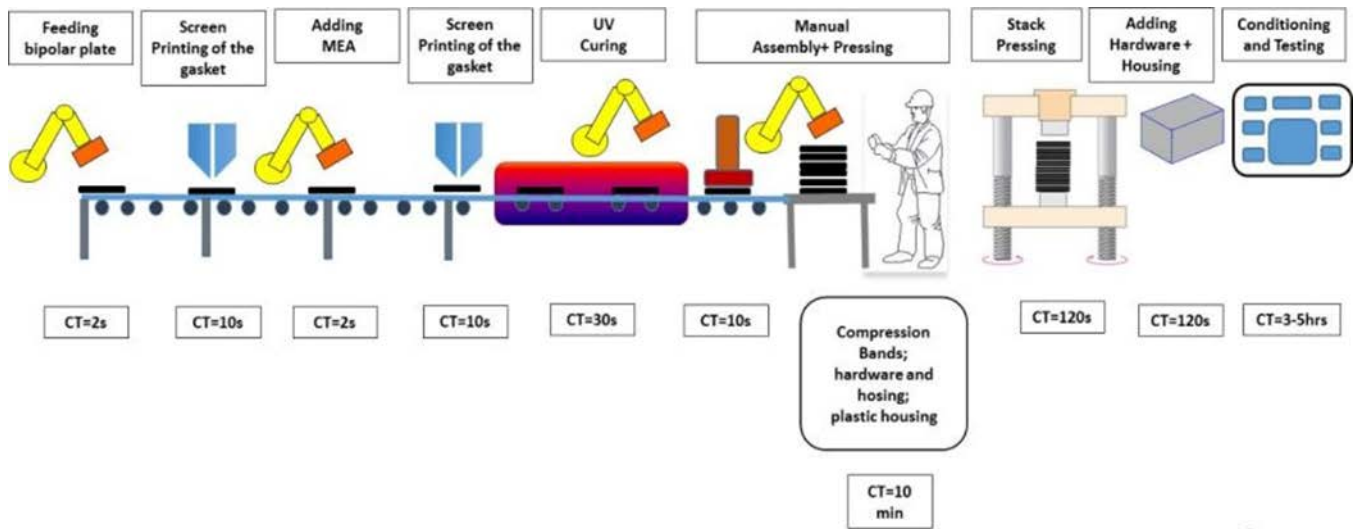 Feeding
bipolar plate
Screen
Printing of the
gasket
Adding
MEA
Screen
Printing of the
gasket
UV
Curing
Manual
Assembly+ Pressing
Stack
Pressing
Adding
Hardware +
Housing
Conditioning
and Testing
CT=2s
CT=10s
CT=2s
CT=10s
CT=30s
CT=10s
Compression
Bands;
hardware and
hosing;
plastic housing
CT=10
min
CT=120s
CT=120s
CT=3-5hrs